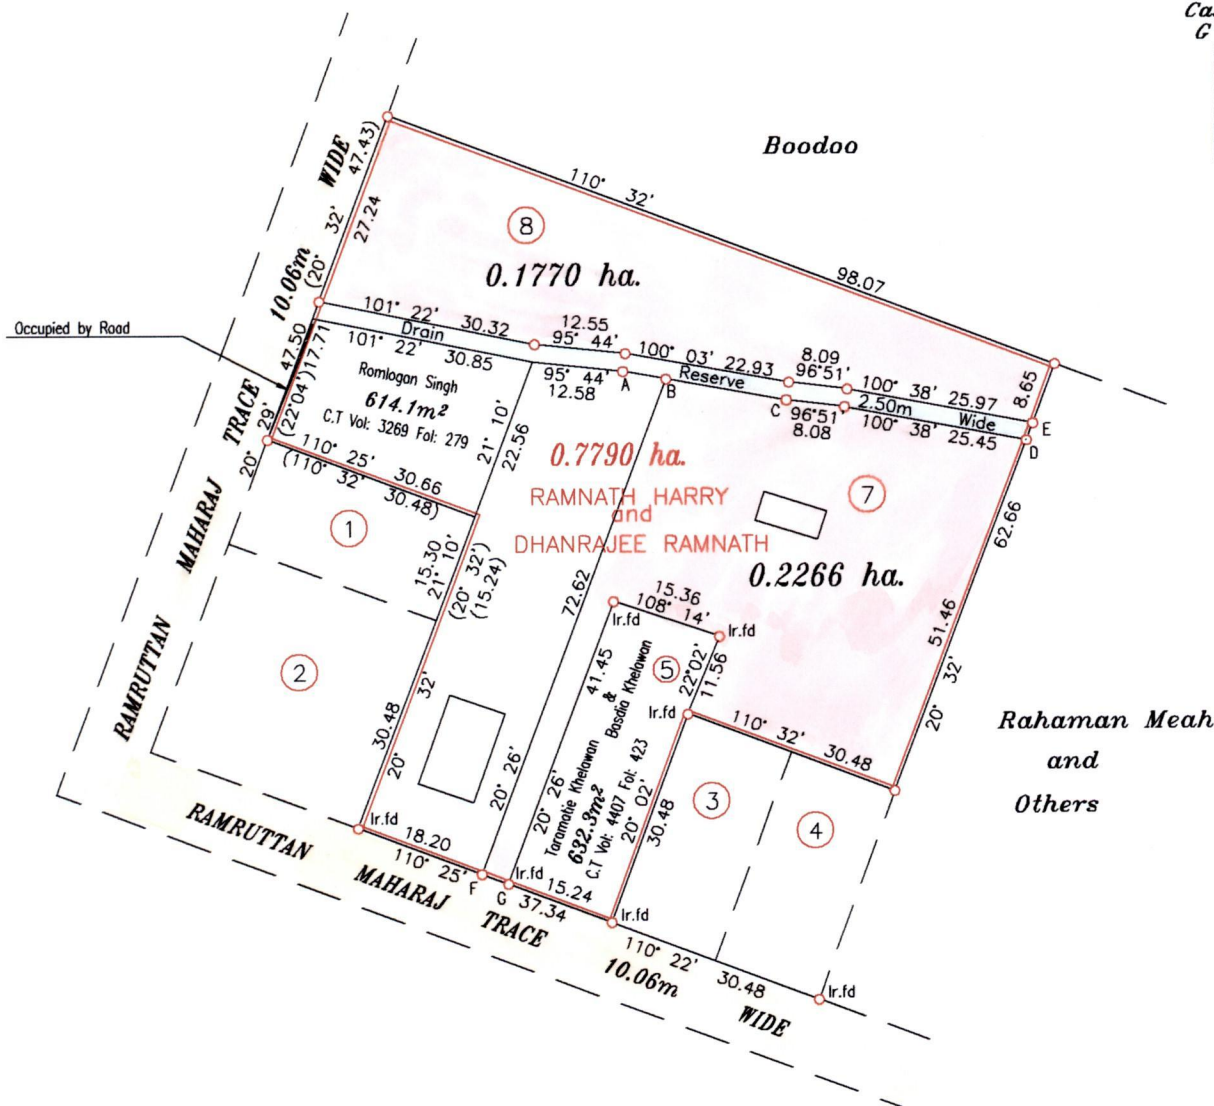 Ca
G
Boodoo
110° 32'
98.07
WIDE
(20° 32' 47.43)
27.24
8
0.1770 ha.
10.06m
Occupied by Road
101° 22' 30.32
Drain
101° 22' 30.85
12.55
95° 44'
95° 44'
12.58
A
B
100° 03' 22.93
Reserve
8.09
96°51'
C
96°51'
8.08
100° 38' 25.97
2.50m Wide
100° 38' 25.45
8.65
E
D
47.50
20° 29'
(22°04')17.71
TRACE
Romlogan Singh
614.1m²
C.T Vol: 3269 Fol: 279
21° 10'
22.56
110° 25' 30.66
(110° 32' 30.48)
0.7790 ha.
RAMNATH HARRY
and
DHANRAJEE RAMNATH
7
0.2266 ha.
62.66
51.46
20° 32'
1
15.30
21° 10'
(20° 32')
(15.24)
MAHARAJ
RAMRUTTAN
2
30.48
20° 32'
72.62
20° 26'
15.36
108° 14'
Ir.fd
Ir.fd
41.45
20° 26'
5
22°02'
11.56
Taramatie Khelawan
&
Basdia Khelawan
632.3m²
C.T Vol: 4407 Fol: 423
Ir.fd
110° 32' 30.48
20° 02'
30.48
3
4
Rahaman Meah
and
Others
Ir.fd
18.20
110° 25'
F
G
Ir.fd
15.24
37.34
Ir.fd
110° 22' 30.48
Ir.fd
RAMRUTTAN MAHARAJ TRACE 10.06m WIDE